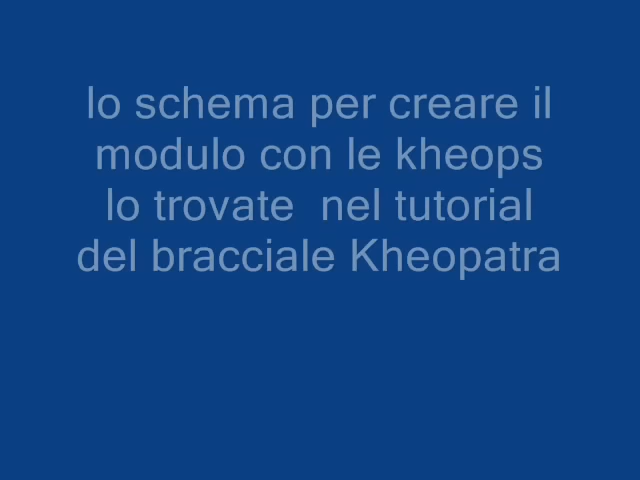 lo schema per creare il
modulo con le kheops
lo trovate  nel tutorial
del bracciale Kheopatra